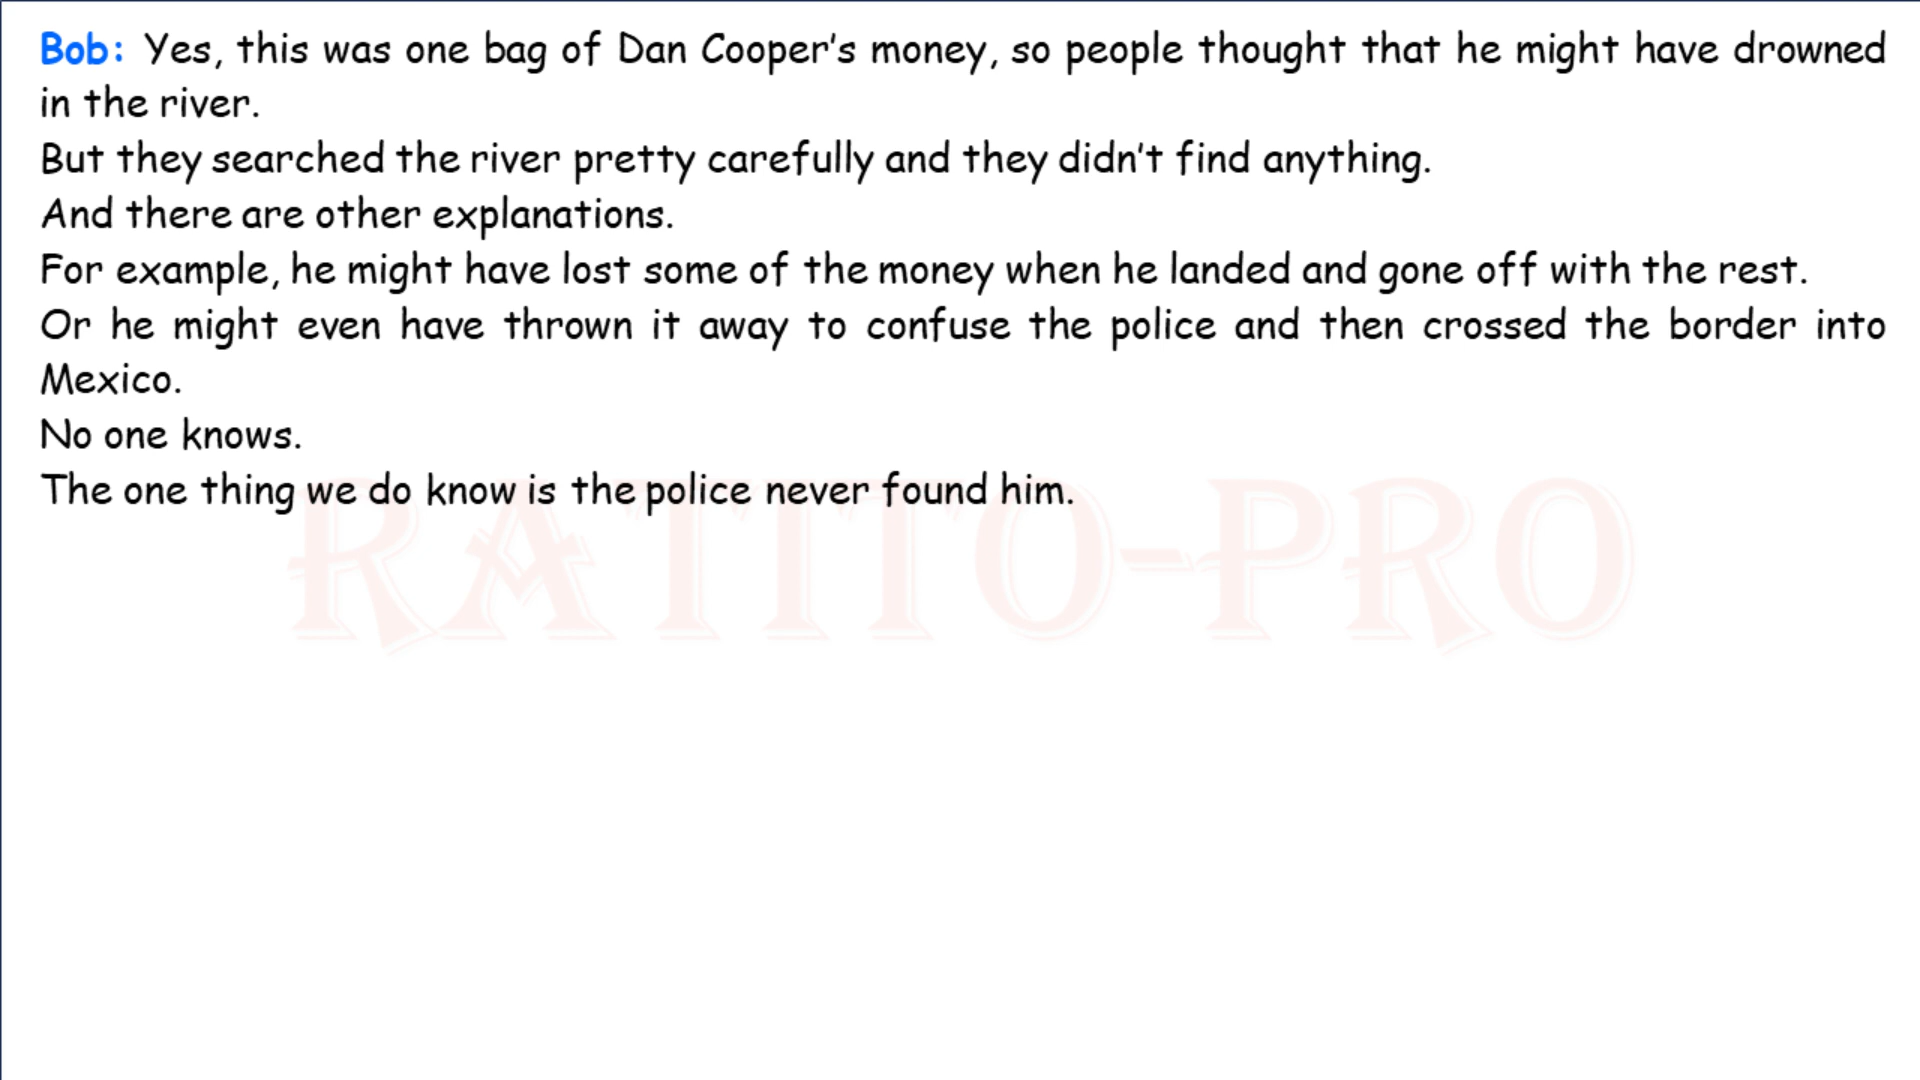 Bob: Yes, this was one bag of Dan Cooper's money, so people thought that he might have drowned
in the river.
But they searched the river pretty carefully and they didn't find anything.
And there are other explanations.
For example, he might have lost some of the money when he landed and gone off with the rest.
Or he might even have thrown it away to confuse the police and then crossed the border into
Mexico.
No one knows.
The one thing we do know is the police never found him.
RATITO-PRO